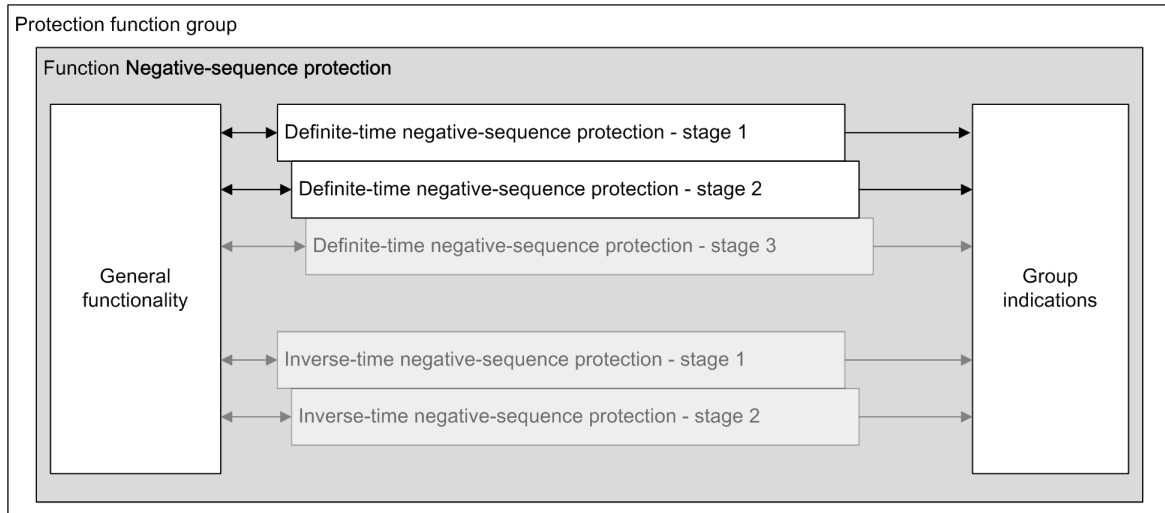 Protection function group
Function Negative-sequence protection
Definite-time negative-sequence protection - stage 1
Definite-time negative-sequence protection - stage 2
Definite-time negative-sequence protection - stage 3
General
functionality
Group
indications
Inverse-time negative-sequence protection - stage 1
Inverse-time negative-sequence protection - stage 2